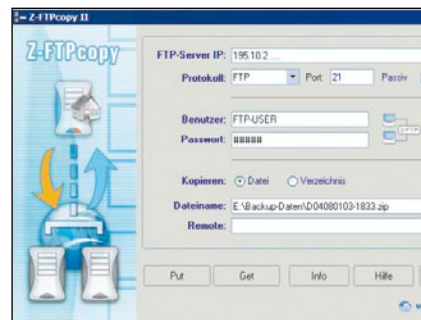 Z-FTPcopy II
Z-FTPcopy
FTP-Server IP: 195.10.2 ....
Protokoll: FTP Port: 21 Passiv
Benutzer: FTP-USER
Z-FTP
Passwort: #####
Kopieren: Datei Verzeichnis
Dateiname: E:\Backup-Daten\D04080103-1833.zip
Remote:
Put Get Info Hilfe